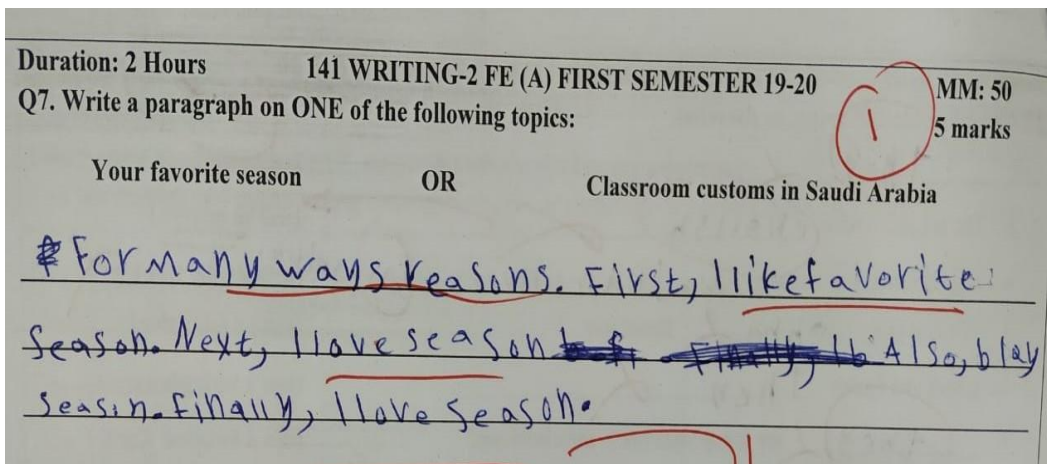 Duration: 2 Hours 141 WRITING-2 FE (A) FIRST SEMESTER 19-20 MM: 50
Q7. Write a paragraph on ONE of the following topics: 1 5 marks
Your favorite season OR Classroom customs in Saudi Arabia
For many ways reasons. First, I like favorite
Season. Next, I love season Also, blay
Seasin. Finally, I love season.